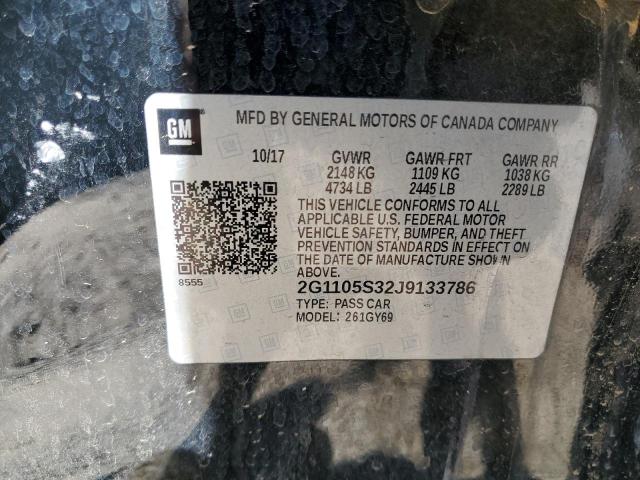 GM
MFD BY GENERAL MOTORS OF CANADA COMPANY
10/17 GVWR GAWR FRT GAWR RR
2148 KG 1109 KG 1038 KG
4734 LB 2445 LB 2289 LB
THIS VEHICLE CONFORMS TO ALL
APPLICABLE U.S. FEDERAL MOTOR
VEHICLE SAFETY, BUMPER, AND THEFT
PREVENTION STANDARDS IN EFFECT ON
THE DATE OF MANUFACTURE SHOWN
ABOVE.
8555
2G1105S32J9133786
TYPE: PASS CAR
MODEL: 261GY69